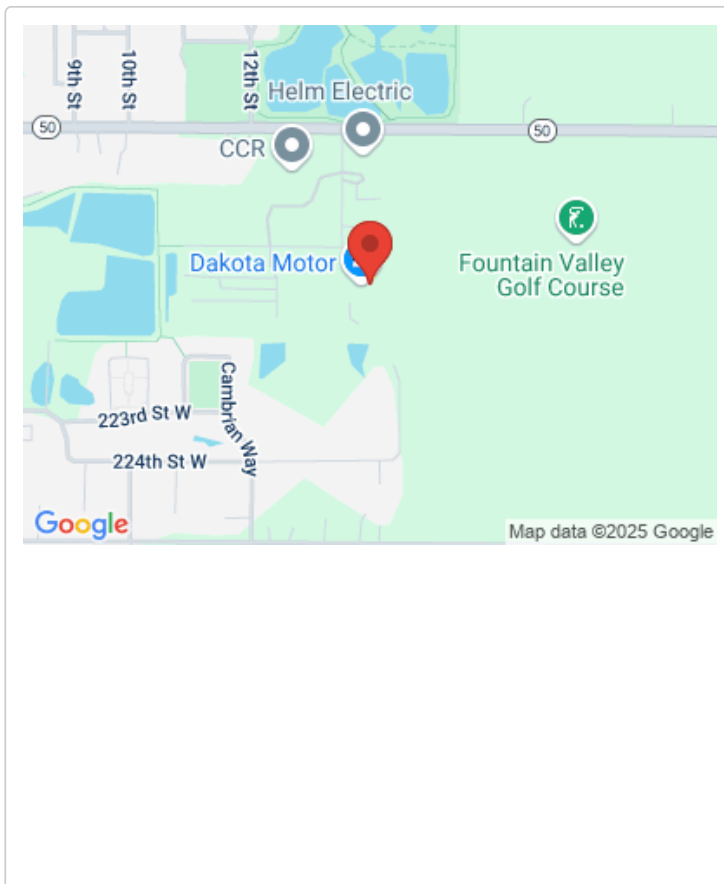 9th St
10th St
12th St
Helm Electric
50
50
CCR
Dakota Motor
Fountain Valley
Golf Course
Cambrian Way
223rd St W
224th St W
Google
Map data ©2025 Google